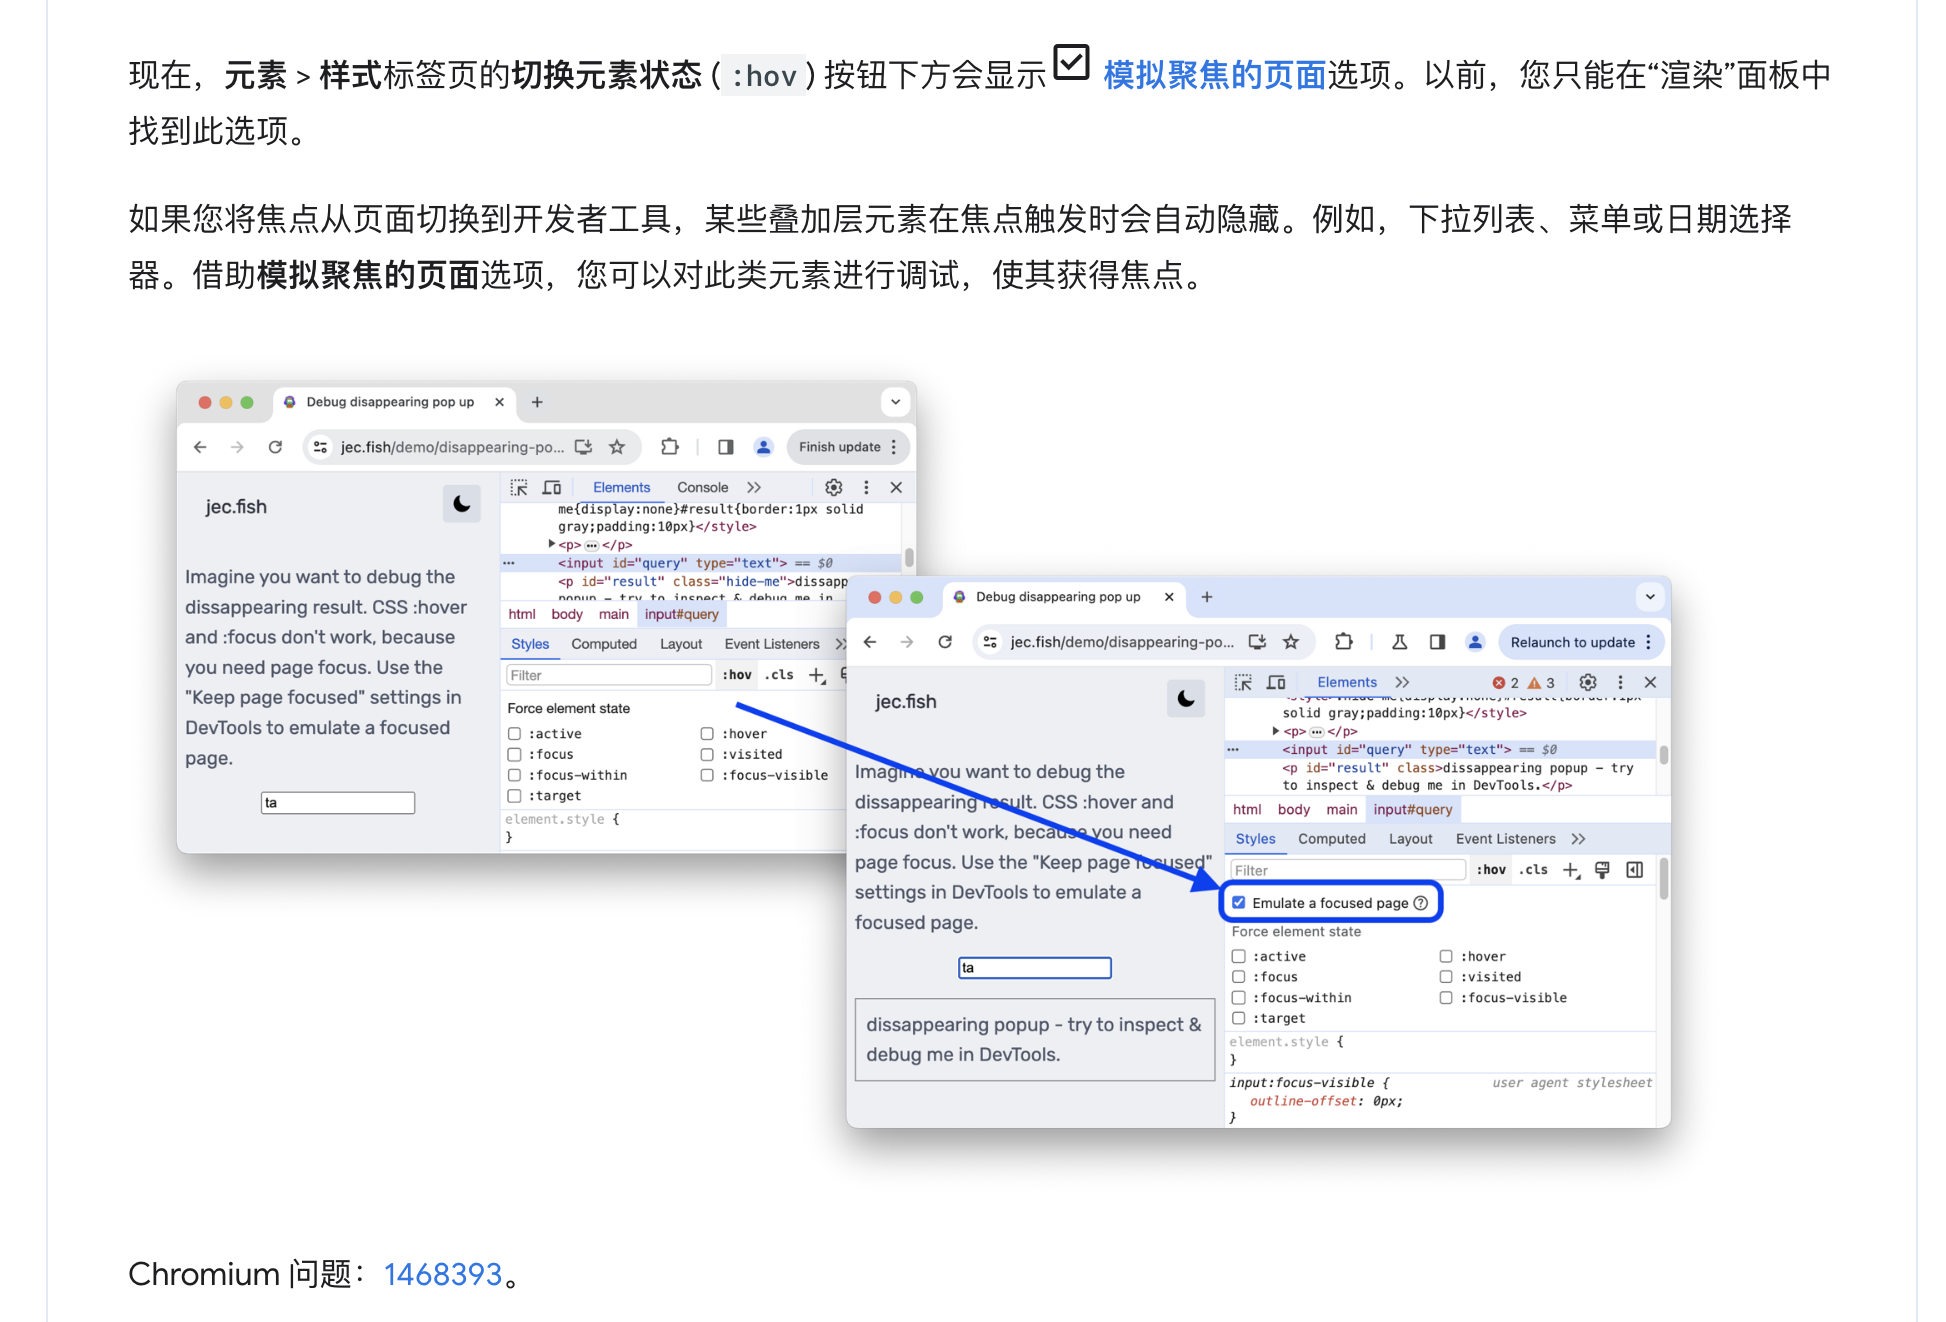 现在，元素 > 样式标签页的切换元素状态 ( :hov ) 按钮下方会显示 模拟聚焦的页面选项。以前，您只能在“渲染”面板中
找到此选项。
如果您将焦点从页面切换到开发者工具，某些叠加层元素在焦点触发时会自动隐藏。例如，下拉列表、菜单或日期选择
器。借助模拟聚焦的页面选项，您可以对此类元素进行调试，使其获得焦点。
Debug disappearing pop up
jec.fish/demo/disappearing-po...
Finish update
jec.fish
Imagine you want to debug the
dissappearing result. CSS :hover
and :focus don't work, because
you need page focus. Use the
"Keep page focused" settings in
DevTools to emulate a focused
page.
ta
Elements Console
me{display:none}#result{border:1px solid
gray;padding:10px}</style>
<p>…</p>
<input id="query" type="text"> == $0
<p id="result" class="hide-me">dissapp
popup – try to inspect & debug me in
html body main input#query
Styles Computed Layout Event Listeners
Filter :hov .cls
Force element state
:active :hover
:focus :visited
:focus-within :focus-visible
:target
element.style {
}
Debug disappearing pop up
jec.fish/demo/disappearing-po...
Relaunch to update
jec.fish
Imagine you want to debug the
dissappearing result. CSS :hover and
:focus don't work, because you need
page focus. Use the "Keep page focused"
settings in DevTools to emulate a
focused page.
ta
dissappearing popup - try to inspect &
debug me in DevTools.
Elements 2 3
solid gray;padding:10px}</style>
<p>…</p>
<input id="query" type="text"> == $0
<p id="result" class>dissappearing popup – try
to inspect & debug me in DevTools.</p>
html body main input#query
Styles Computed Layout Event Listeners
Filter :hov .cls
Emulate a focused page
Force element state
:active :hover
:focus :visited
:focus-within :focus-visible
:target
element.style {
}
input:focus-visible { user agent stylesheet
outline-offset: 0px;
}
Chromium 问题：1468393。